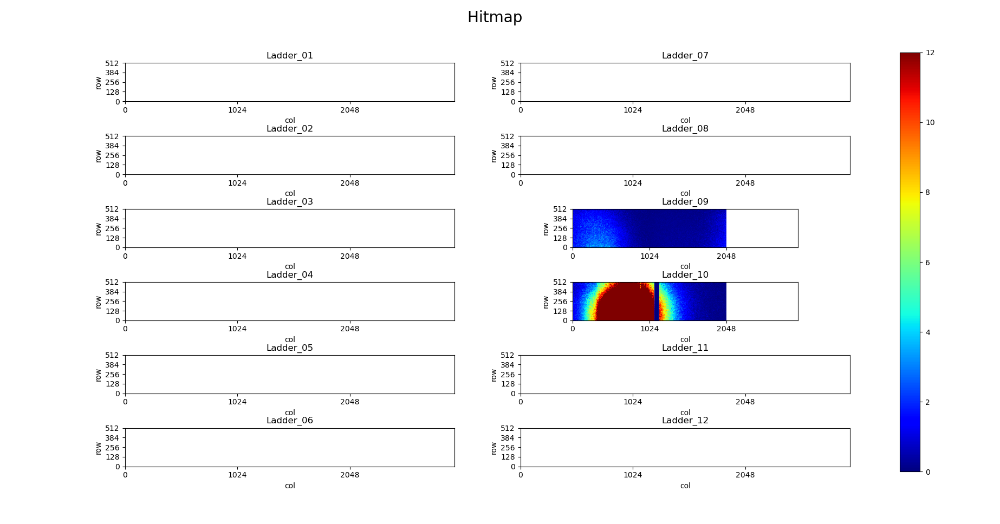 Hitmap
Ladder_01
512
384
256
128
0
row
0 1024 2048
col
Ladder_02
512
384
256
128
0
row
0 1024 2048
col
Ladder_03
512
384
256
128
0
row
0 1024 2048
col
Ladder_04
512
384
256
128
0
row
0 1024 2048
col
Ladder_05
512
384
256
128
0
row
0 1024 2048
col
Ladder_06
512
384
256
128
0
row
0 1024 2048
col
Ladder_07
512
384
256
128
0
row
0 1024 2048
col
Ladder_08
512
384
256
128
0
row
0 1024 2048
col
Ladder_09
512
384
256
128
0
row
0 1024 2048
col
Ladder_10
512
384
256
128
0
row
0 1024 2048
col
Ladder_11
512
384
256
128
0
row
0 1024 2048
col
Ladder_12
512
384
256
128
0
row
0 1024 2048
col
12
10
8
6
4
2
0